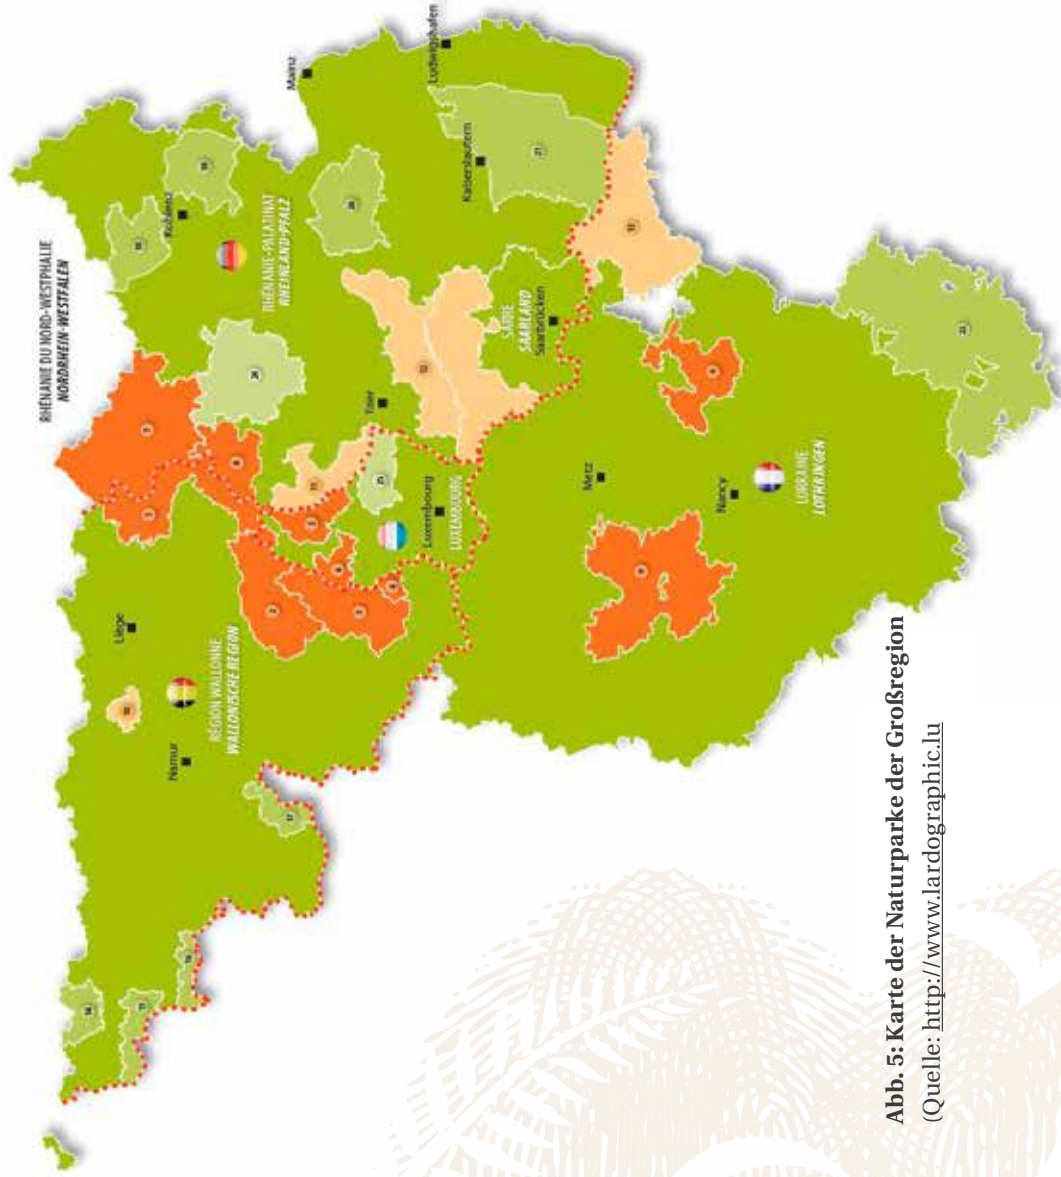 RHÉNANIE DU NORD-WESTPHALIE
NORDRHEIN-WESTFALEN
Liège
Namur
RÉGION WALLONNE
WALLONISCHE REGION
Koblenz
RHÉNANIE-PALATINAT
RHEINLAND-PFALZ
Mainz
Ludwigshafen
Kaiserslautern
Trier
Luxembourg
LUXEMBOURG
SARRE
SAARLAND
Saarbrücken
Metz
Nancy
LORRAINE
LOTHRINGEN
Abb. 5: Karte der Naturparke der Großregion
(Quelle: http://www.lardographic.lu